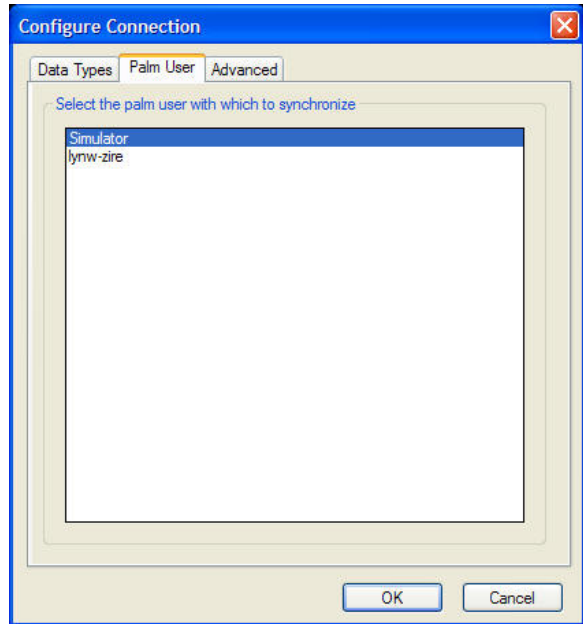 Configure Connection
Data Types Palm User Advanced
Select the palm user with which to synchronize
Simulator
lynw-zire
OK Cancel